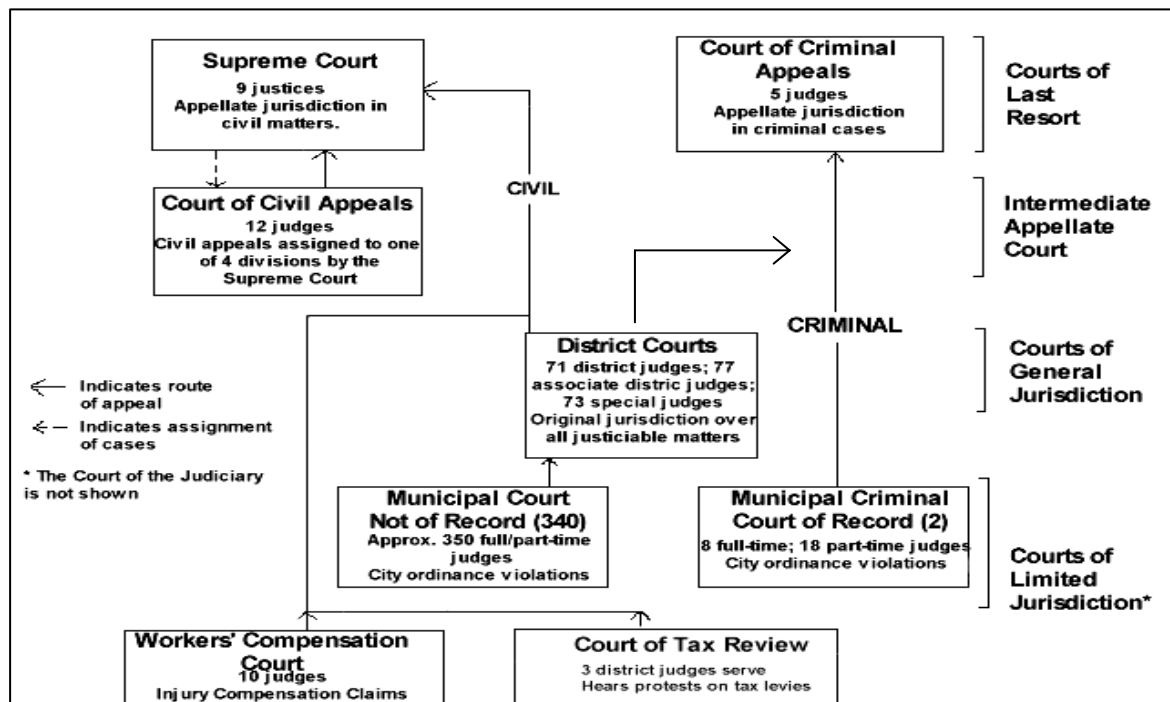 Supreme Court
9 justices
Appellate jurisdiction in
civil matters.
Court of Criminal
Appeals
5 judges
Appellate jurisdiction
in criminal cases
Courts of
Last
Resort
CIVIL
Court of Civil Appeals
12 judges
Civil appeals assigned to one
of 4 divisions by the
Supreme Court
Intermediate
Appellate
Court
CRIMINAL
District Courts
71 district judges; 77
associate distric judges;
73 special judges
Original jurisdiction over
all justiciable matters
Courts of
General
Jurisdiction
Indicates route
of appeal
Indicates assignment
of cases
* The Court of the Judiciary
is not shown
Municipal Court
Not of Record (340)
Approx. 350 full/part-time
judges
City ordinance violations
Municipal Criminal
Court of Record (2)
8 full-time; 18 part-time judges
City ordinance violations
Courts of
Limited
Jurisdiction*
Workers' Compensation
Court
10 judges
Injury Compensation Claims
Court of Tax Review
3 district judges serve
Hears protests on tax levies